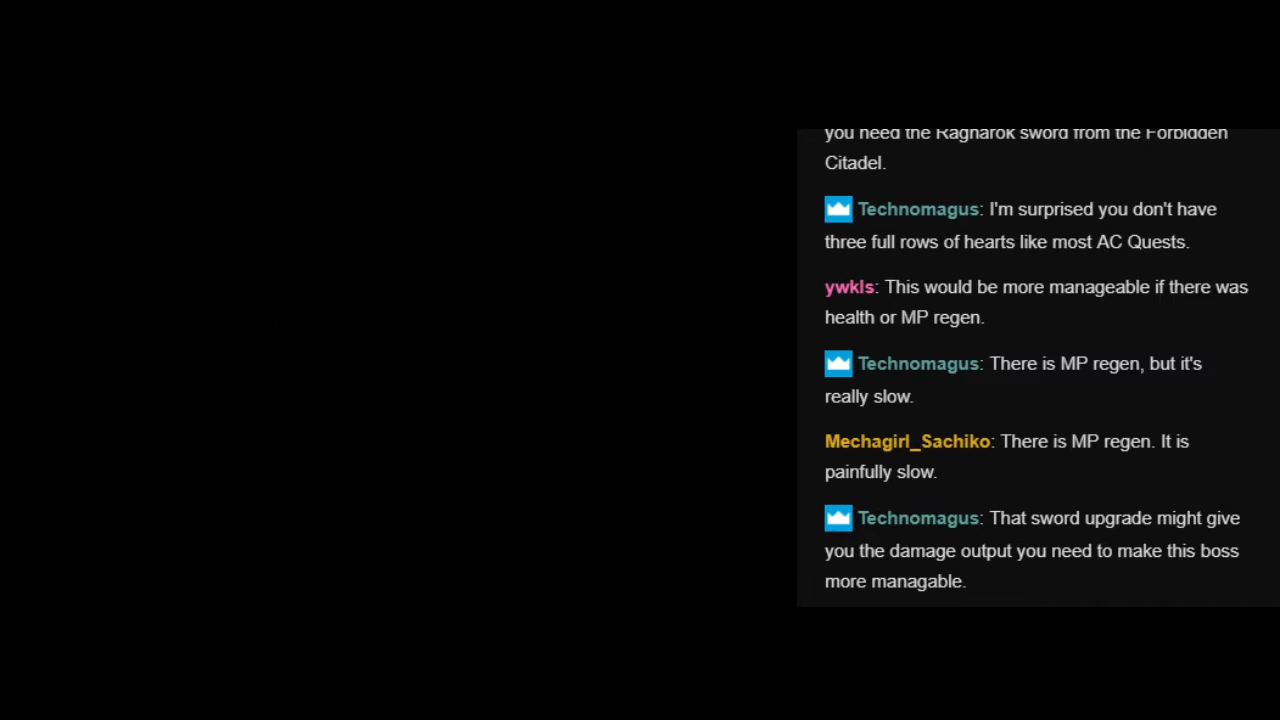 you need the Ragnarok sword from the Forbidden
Citadel.
Technomagus: I'm surprised you don't have
three full rows of hearts like most AC Quests.
ywkls: This would be more manageable if there was
health or MP regen.
Technomagus: There is MP regen, but it's
really slow.
Mechagirl_Sachiko: There is MP regen. It is
painfully slow.
Technomagus: That sword upgrade might give
you the damage output you need to make this boss
more managable.